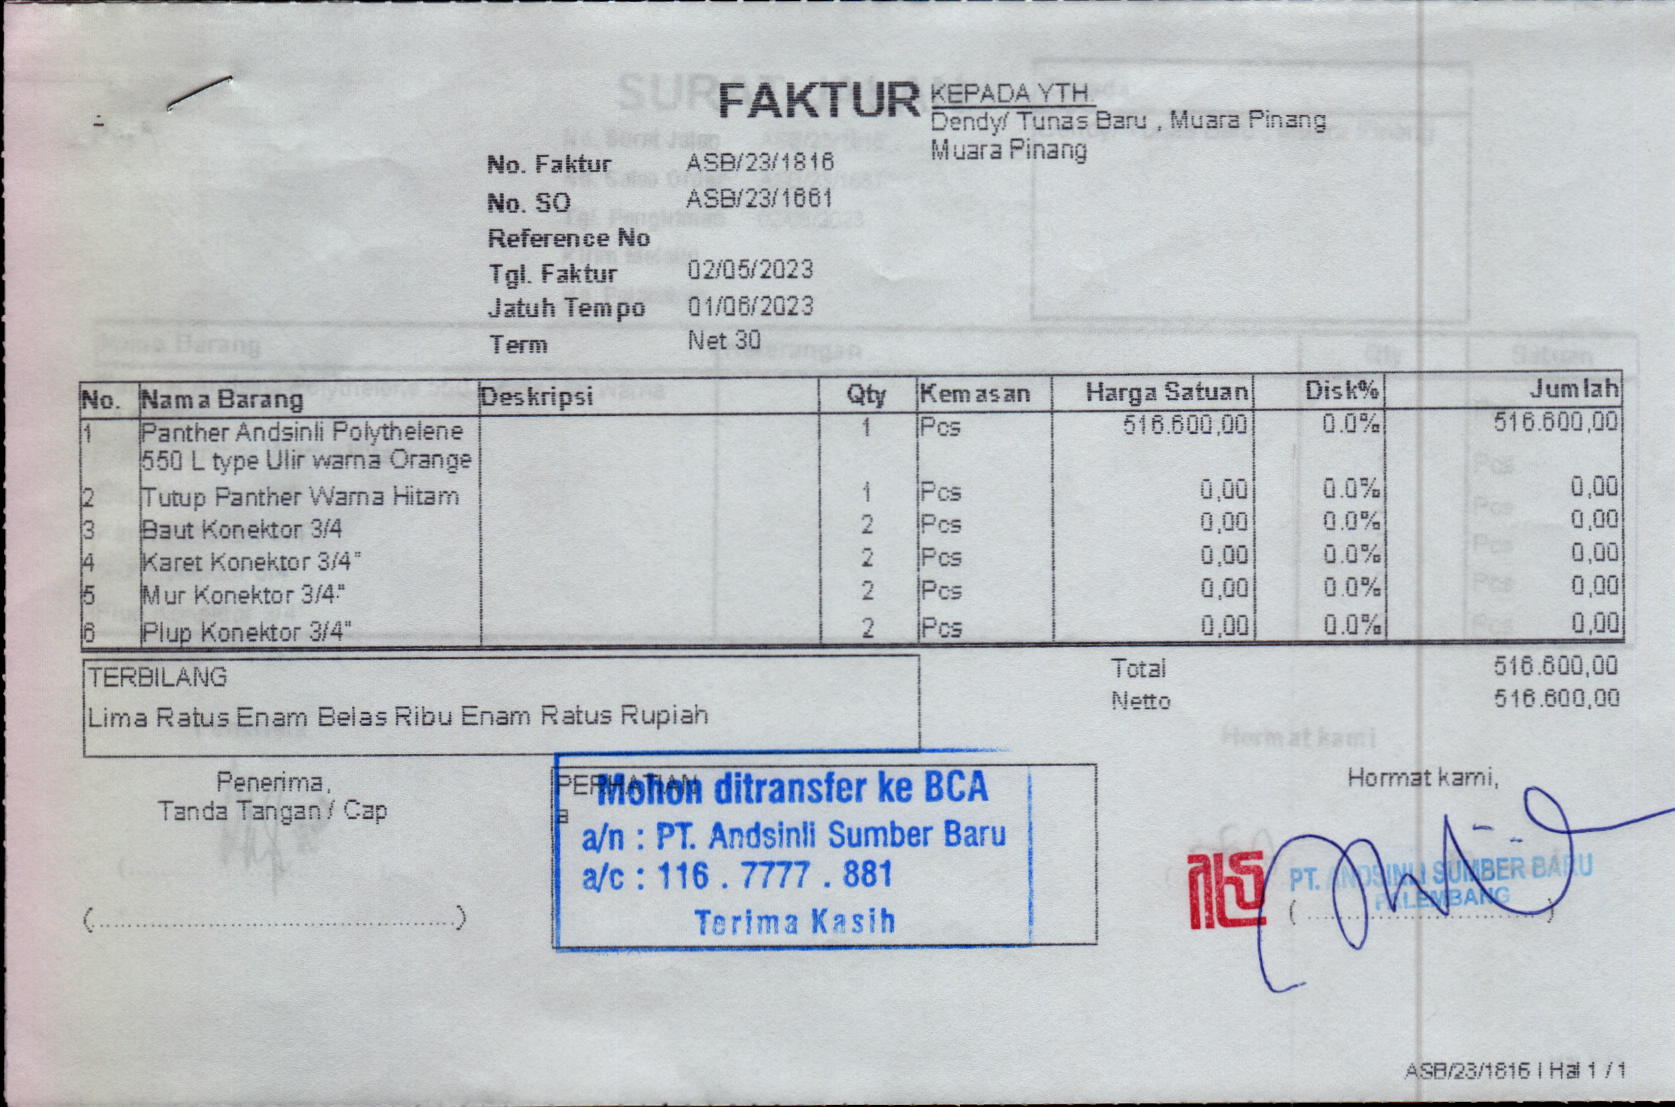 FAKTUR
KEPADA YTH.
Dendy/ Tunas Baru , Muara Pinang
Muara Pinang
No. Faktur ASB/23/1816
No. SO ASB/23/1661
Reference No
Tgl. Faktur 02/05/2023
Jatuh Tempo 01/06/2023
Term Net 30
No. Nama Barang Deskripsi Qty Kemasan Harga Satuan Disk% Jumlah
1 Panther Andsinli Polythelene 1 Pcs 516.600,00 0.0% 516.600,00
550 L type Ulir warna Orange
2 Tutup Panther Warna Hitam 1 Pcs 0,00 0.0% 0,00
3 Baut Konektor 3/4 2 Pcs 0,00 0.0% 0,00
4 Karet Konektor 3/4" 2 Pcs 0,00 0.0% 0,00
5 Mur Konektor 3/4" 2 Pcs 0,00 0.0% 0,00
6 Plup Konektor 3/4" 2 Pcs 0,00 0.0% 0,00
TERBILANG
Lima Ratus Enam Belas Ribu Enam Ratus Rupiah
Total 516.600,00
Netto 516.600,00
Penerima,
Tanda Tangan / Cap
(..............................................)
PERHATIAN
a
Mohon ditransfer ke BCA
a/n : PT. Andsinli Sumber Baru
a/c : 116 . 7777 . 881
Terima Kasih
Hormat kami,
PT. ANDSINLI SUMBER BARU
PALEMBANG
(................................)
ASB/23/1816 | Hal 1 / 1